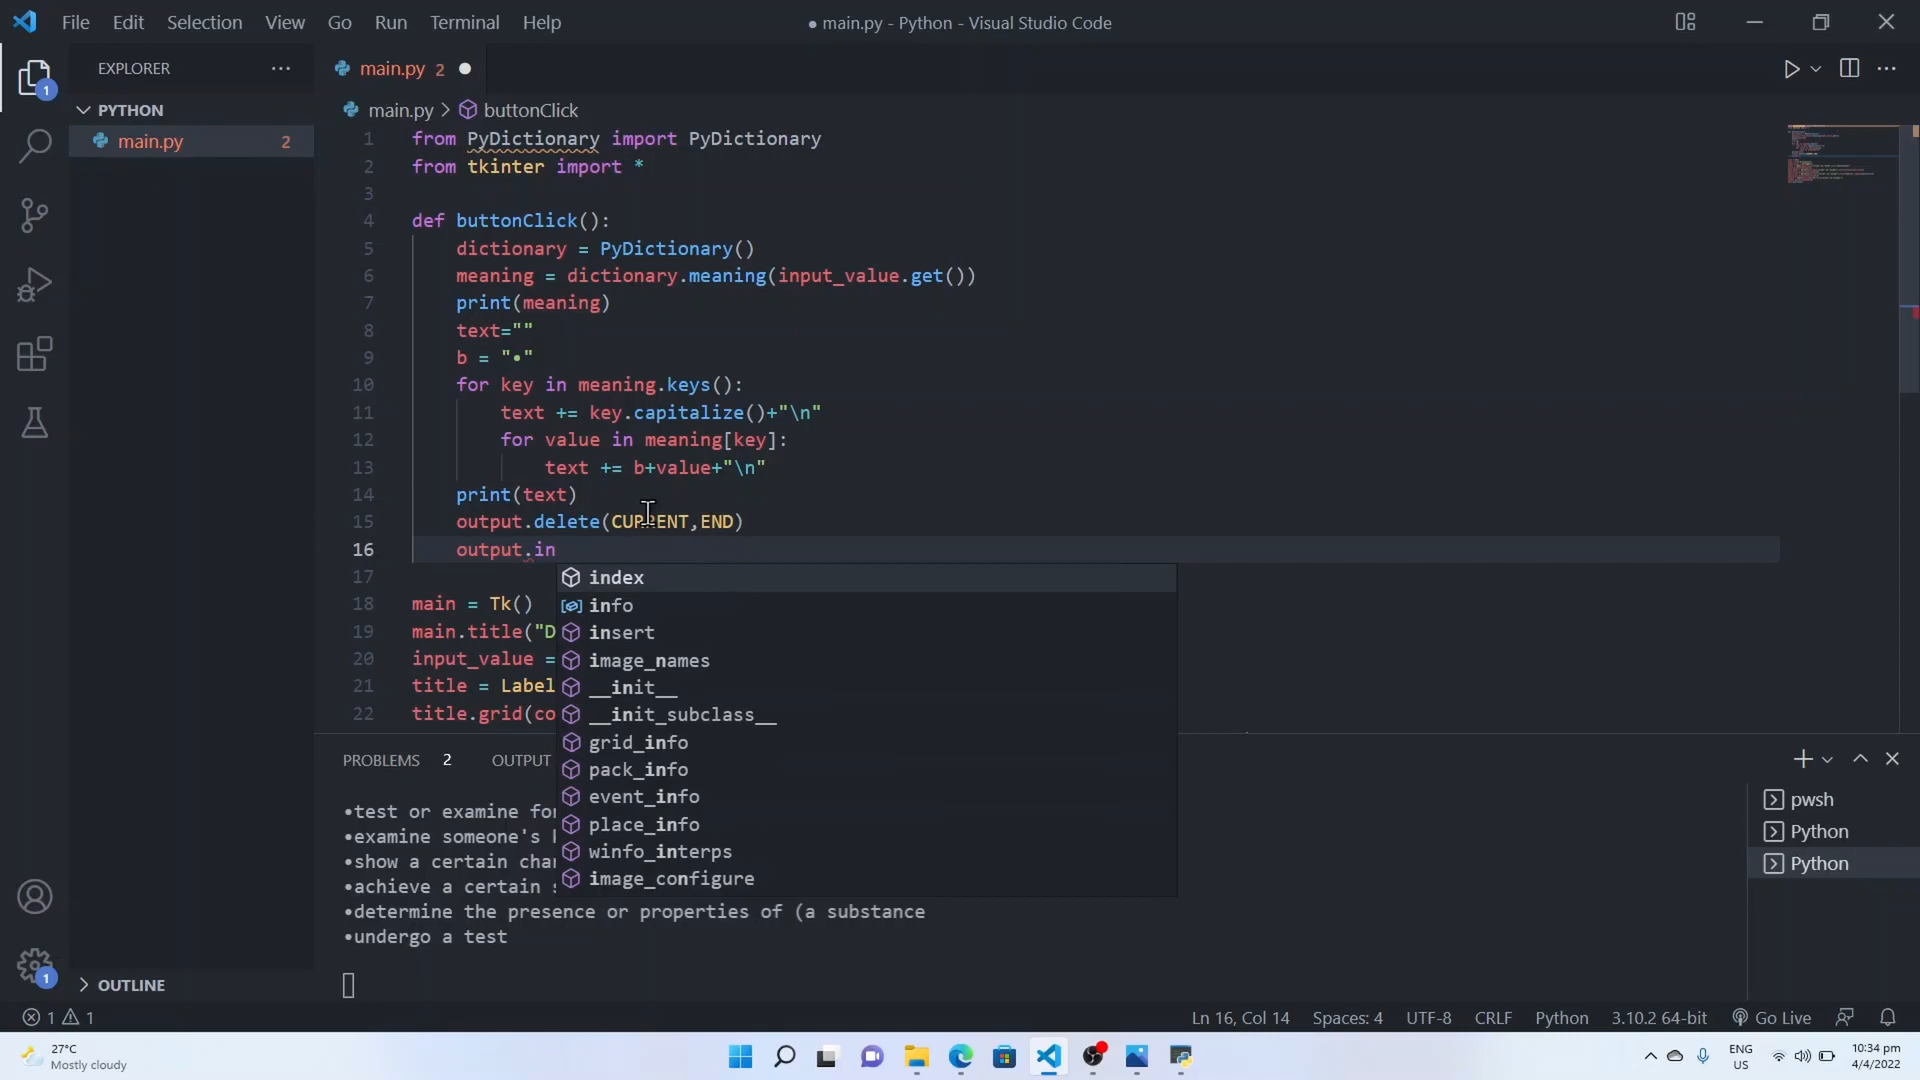 File Edit Selection View Go Run Terminal Help
● main.py - Python - Visual Studio Code
EXPLORER
main.py 2
PYTHON
main.py 2
main.py > buttonClick
1 from PyDictionary import PyDictionary
2 from tkinter import *
3
4 def buttonClick():
5 dictionary = PyDictionary()
6 meaning = dictionary.meaning(input_value.get())
7 print(meaning)
8 text=""
9 b = "•"
10 for key in meaning.keys():
11 text += key.capitalize()+"\n"
12 for value in meaning[key]:
13 text += b+value+"\n"
14 print(text)
15 output.delete(CURRENT,END)
16 output.in
17
18 main = Tk()
19 main.title("D
20 input_value =
21 title = Label
22 title.grid(co
index
info
insert
image_names
__init__
__init_subclass__
grid_info
pack_info
event_info
place_info
winfo_interps
image_configure
PROBLEMS 2 OUTPUT
•test or examine for
•examine someone's
•show a certain cha
•achieve a certain
•determine the presence or properties of (a substance
•undergo a test
pwsh
Python
Python
OUTLINE
1
1
1 1
Ln 16, Col 14 Spaces: 4 UTF-8 CRLF Python 3.10.2 64-bit Go Live
27°C
Mostly cloudy
ENG
US
10:34 pm
4/4/2022